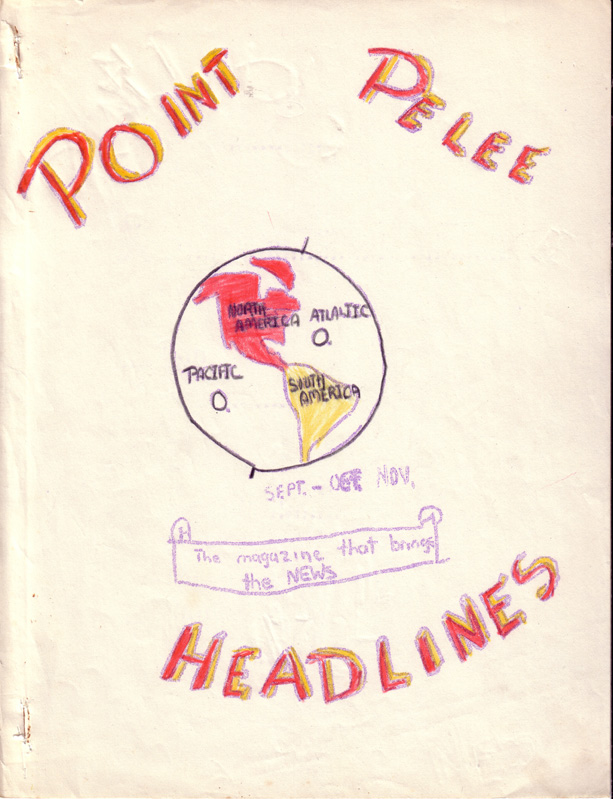 POINT PELEE
NORTH
AMERICA
ATLANTIC
O.
PACIFIC
O.
SOUTH
AMERICA
SEPT. - OCT NOV.
The magazine that brings
the NEWS
HEADLINES